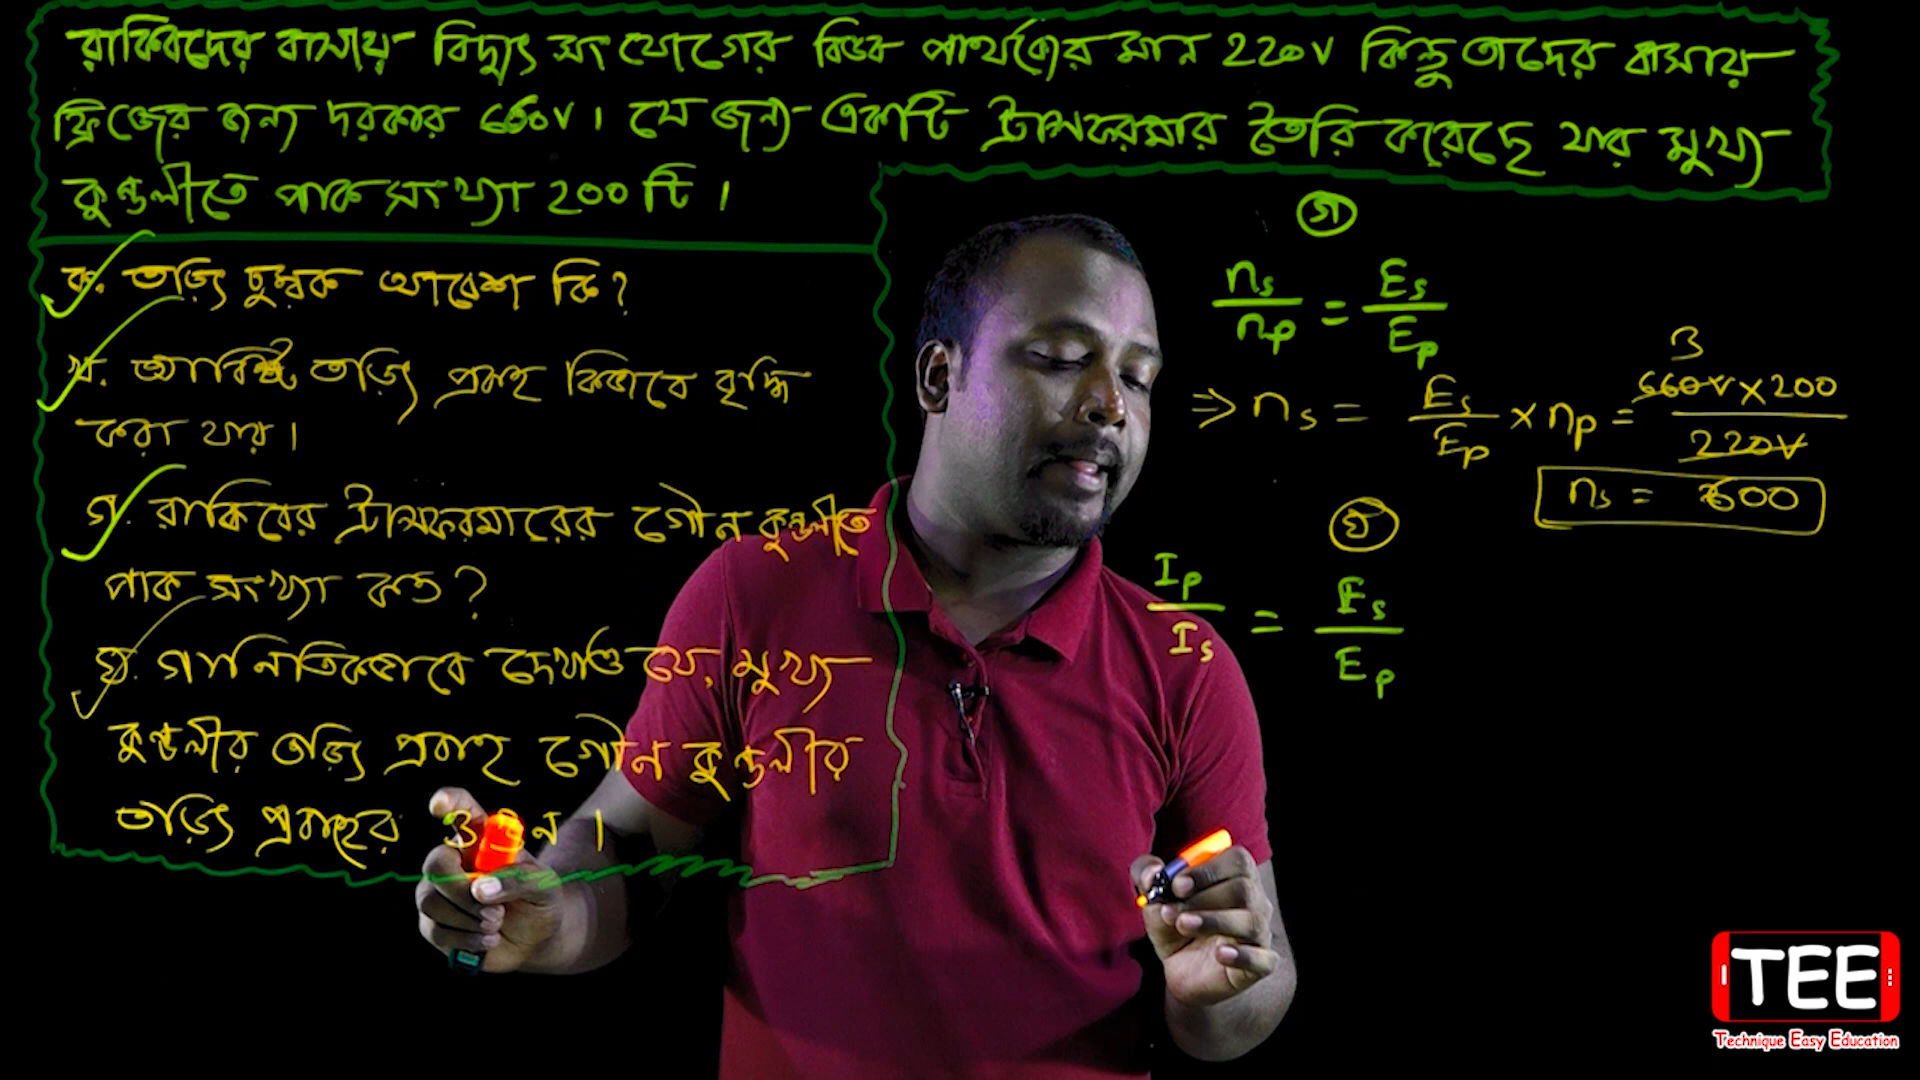 রাকিবদের বাসায় বিদ্যুৎ সংযোগের বিভব পার্থক্যের মান 220V কিন্তু তাদের বাসায়
ফ্রিজের জন্য দরকার 660V। সে জন্য একটি ট্রান্সফরমার তৈরি করেছে যার মুখ্য
কুন্ডলীতে পাক সংখ্যা 200 টি।
ক. তড়িৎ চুম্বক আবেশ কি?
খ. আবিষ্ট তড়িৎ প্রবাহ কিভাবে বৃদ্ধি
করা যায়।
গ. রাকিবের ট্রান্সফরমারের গৌন কুন্ডলীতে
পাক সংখ্যা কত?
ঘ. গানিতিকভাবে দেখাও যে, মুখ্য
কুন্ডলীর তড়িৎ প্রবাহ গৌন কুন্ডলীর
তড়িৎ প্রবাহের 3 গুন।
গ
ns/np = Es/Ep
3
⇒ ns = Es/Ep × np = 660V × 200/220V
ns = 600
ঘ
Ip/Is = Es/Ep
TEE
Technique Easy Education